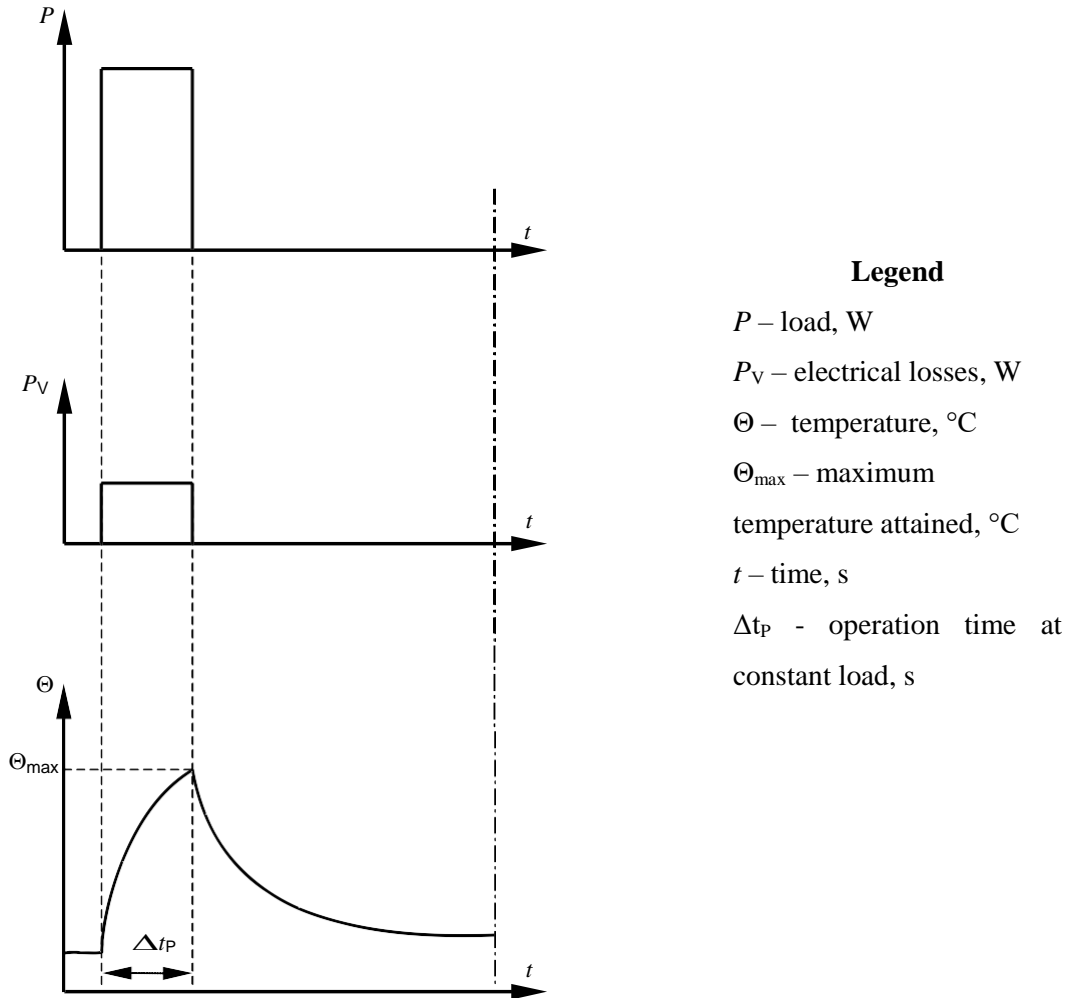 P
t
PV
t
Θ
Θmax
ΔtP
t
Legend
P – load, W
PV – electrical losses, W
Θ – temperature, °C
Θmax – maximum
temperature attained, °C
t – time, s
ΔtP - operation time at
constant load, s